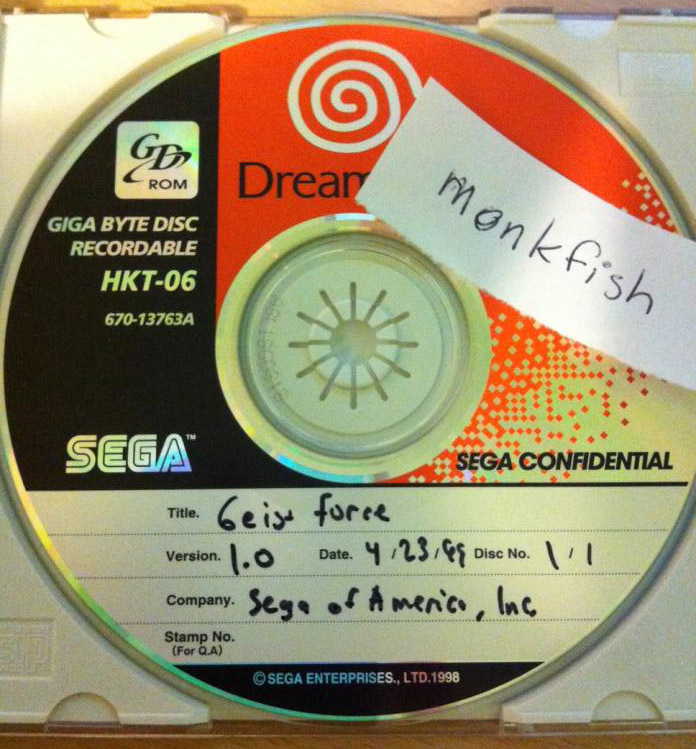 GD
ROM
Dream
monkfish
GIGA BYTE DISC
RECORDABLE
HKT-06
670-13763A
SEGA™
SEGA CONFIDENTIAL
Title. Geist force
Version. 1.0 Date. 4/23/99 Disc No. 1/1
Company. Sega of America, Inc
Stamp No.
(For Q.A)
© SEGA ENTERPRISES., LTD.1998